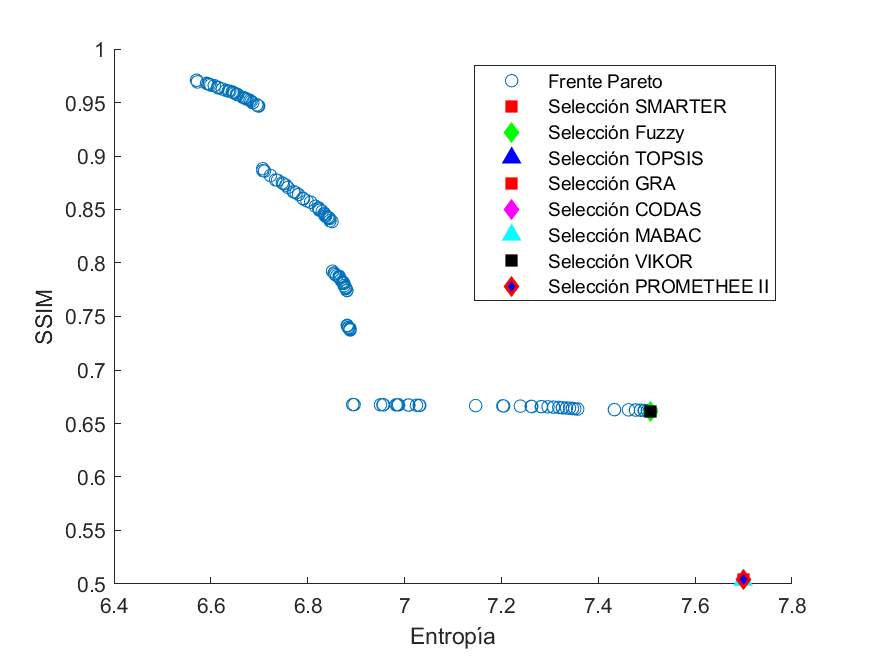 1
0.95
0.9
0.85
0.8
0.75
0.7
0.65
0.6
0.55
0.5
SSIM
6.4 6.6 6.8 7 7.2 7.4 7.6 7.8
Entropía
Frente Pareto
Selección SMARTER
Selección Fuzzy
Selección TOPSIS
Selección GRA
Selección CODAS
Selección MABAC
Selección VIKOR
Selección PROMETHEE II